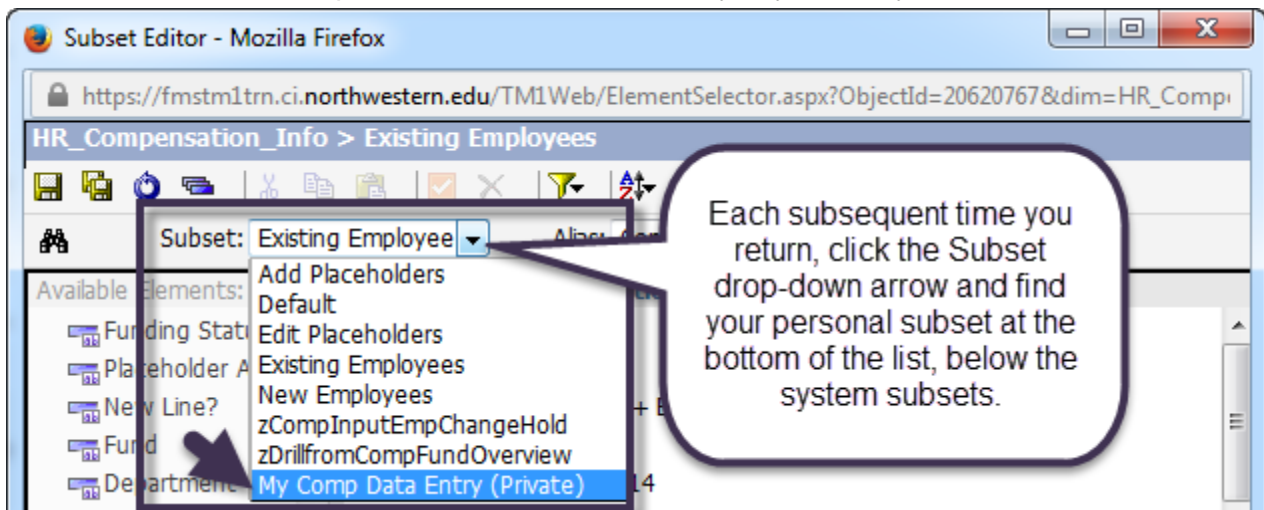 Subset Editor - Mozilla Firefox
https://fmstm1trn.ci.northwestern.edu/TM1Web/ElementSelector.aspx?ObjectId=20620767&dim=HR_Comp
HR_Compensation_Info > Existing Employees
Subset: Existing Employee
Alias:
Add Placeholders
Default
Edit Placeholders
Existing Employees
New Employees
zCompInputEmpChangeHold
zDrillfromCompFundOverview
My Comp Data Entry (Private)
Available Elements:
Funding Stat
Placeholder A
New Line?
Fund
Department
+ E
14
Each subsequent time you
return, click the Subset
drop-down arrow and find
your personal subset at the
bottom of the list, below the
system subsets.